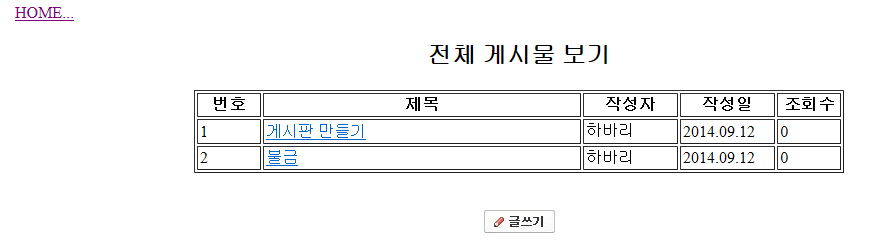 HOME...
전체 게시물 보기
번호 제목 작성자 작성일 조회수
1 게시판 만들기 하바리 2014.09.12 0
2 불금 하바리 2014.09.12 0
글쓰기